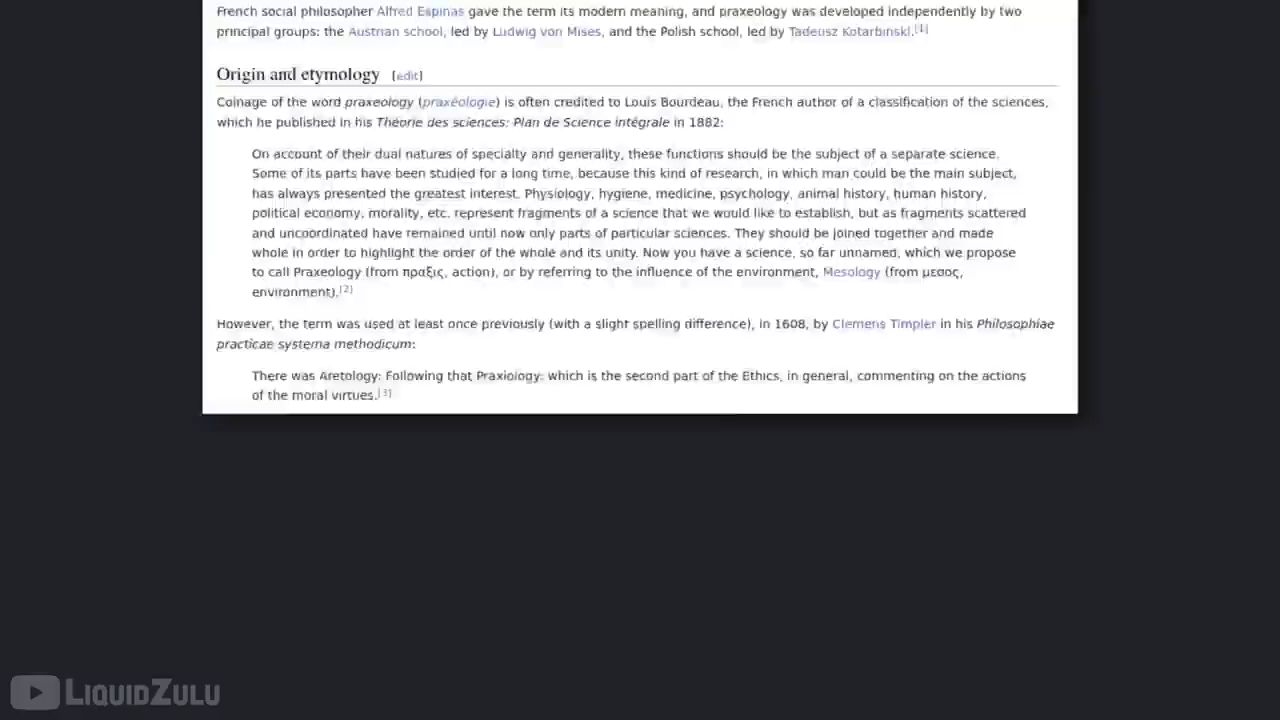 French social philosopher Alfred Espinas gave the term its modern meaning, and praxeology was developed independently by two
principal groups: the Austrian school, led by Ludwig von Mises, and the Polish school, led by Tadeusz Kotarbiński.[1]
Origin and etymology [edit]
Coinage of the word praxeology (praxéologie) is often credited to Louis Bourdeau, the French author of a classification of the sciences,
which he published in his Théorie des sciences: Plan de Science intégrale in 1882:
On account of their dual natures of specialty and generality, these functions should be the subject of a separate science.
Some of its parts have been studied for a long time, because this kind of research, in which man could be the main subject,
has always presented the greatest interest. Physiology, hygiene, medicine, psychology, animal history, human history,
political economy, morality, etc. represent fragments of a science that we would like to establish, but as fragments scattered
and uncoordinated have remained until now only parts of particular sciences. They should be joined together and made
whole in order to highlight the order of the whole and its unity. Now you have a science, so far unnamed, which we propose
to call Praxeology (from πραξις, action), or by referring to the influence of the environment, Mesology (from μεσος,
environment).[2]
However, the term was used at least once previously (with a slight spelling difference), in 1608, by Clemens Timpler in his Philosophiae
practicae systema methodicum:
There was Aretology: Following that Praxiology: which is the second part of the Ethics, in general, commenting on the actions
of the moral virtues.[3]
LIQUIDZULU